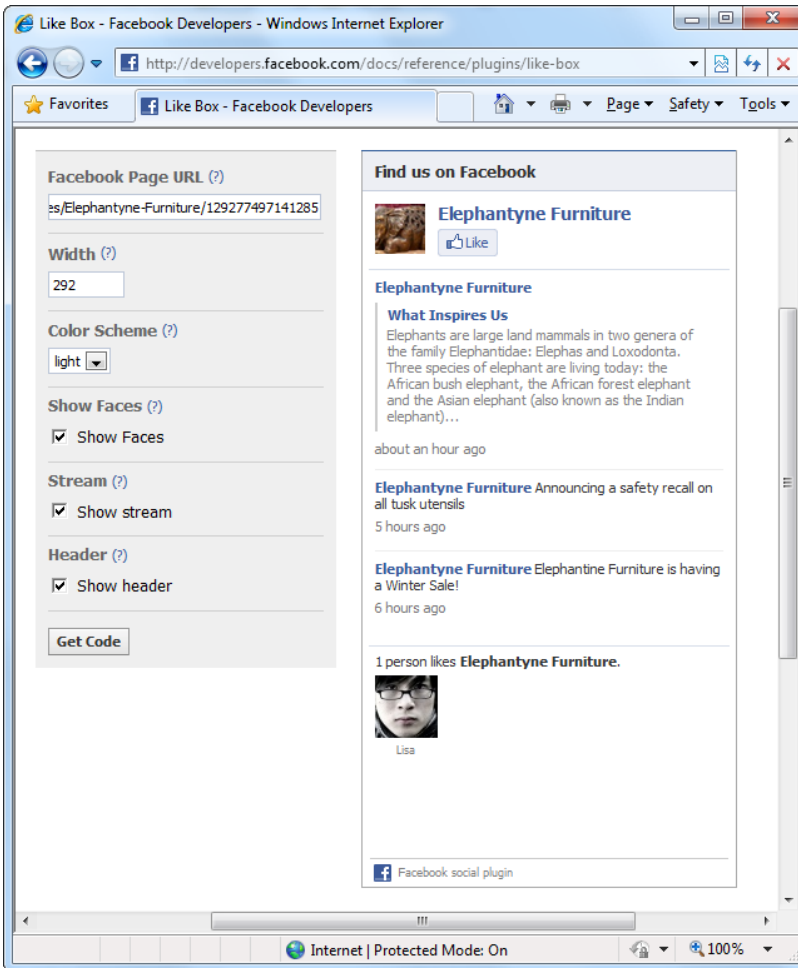 Like Box - Facebook Developers - Windows Internet Explorer
http://developers.facebook.com/docs/reference/plugins/like-box
Favorites
Like Box - Facebook Developers
Page
Safety
Tools
Facebook Page URL (?)
es/Elephantyne-Furniture/129277497141285
Width (?)
292
Color Scheme (?)
light
Show Faces (?)
Show Faces
Stream (?)
Show stream
Header (?)
Show header
Get Code
Find us on Facebook
Elephantyne Furniture
Like
Elephantyne Furniture
What Inspires Us
Elephants are large land mammals in two genera of
the family Elephantidae: Elephas and Loxodonta.
Three species of elephant are living today: the
African bush elephant, the African forest elephant
and the Asian elephant (also known as the Indian
elephant)...
about an hour ago
Elephantyne Furniture Announcing a safety recall on
all tusk utensils
5 hours ago
Elephantyne Furniture Elephantine Furniture is having
a Winter Sale!
6 hours ago
1 person likes Elephantyne Furniture.
Lisa
Facebook social plugin
Internet | Protected Mode: On
100%